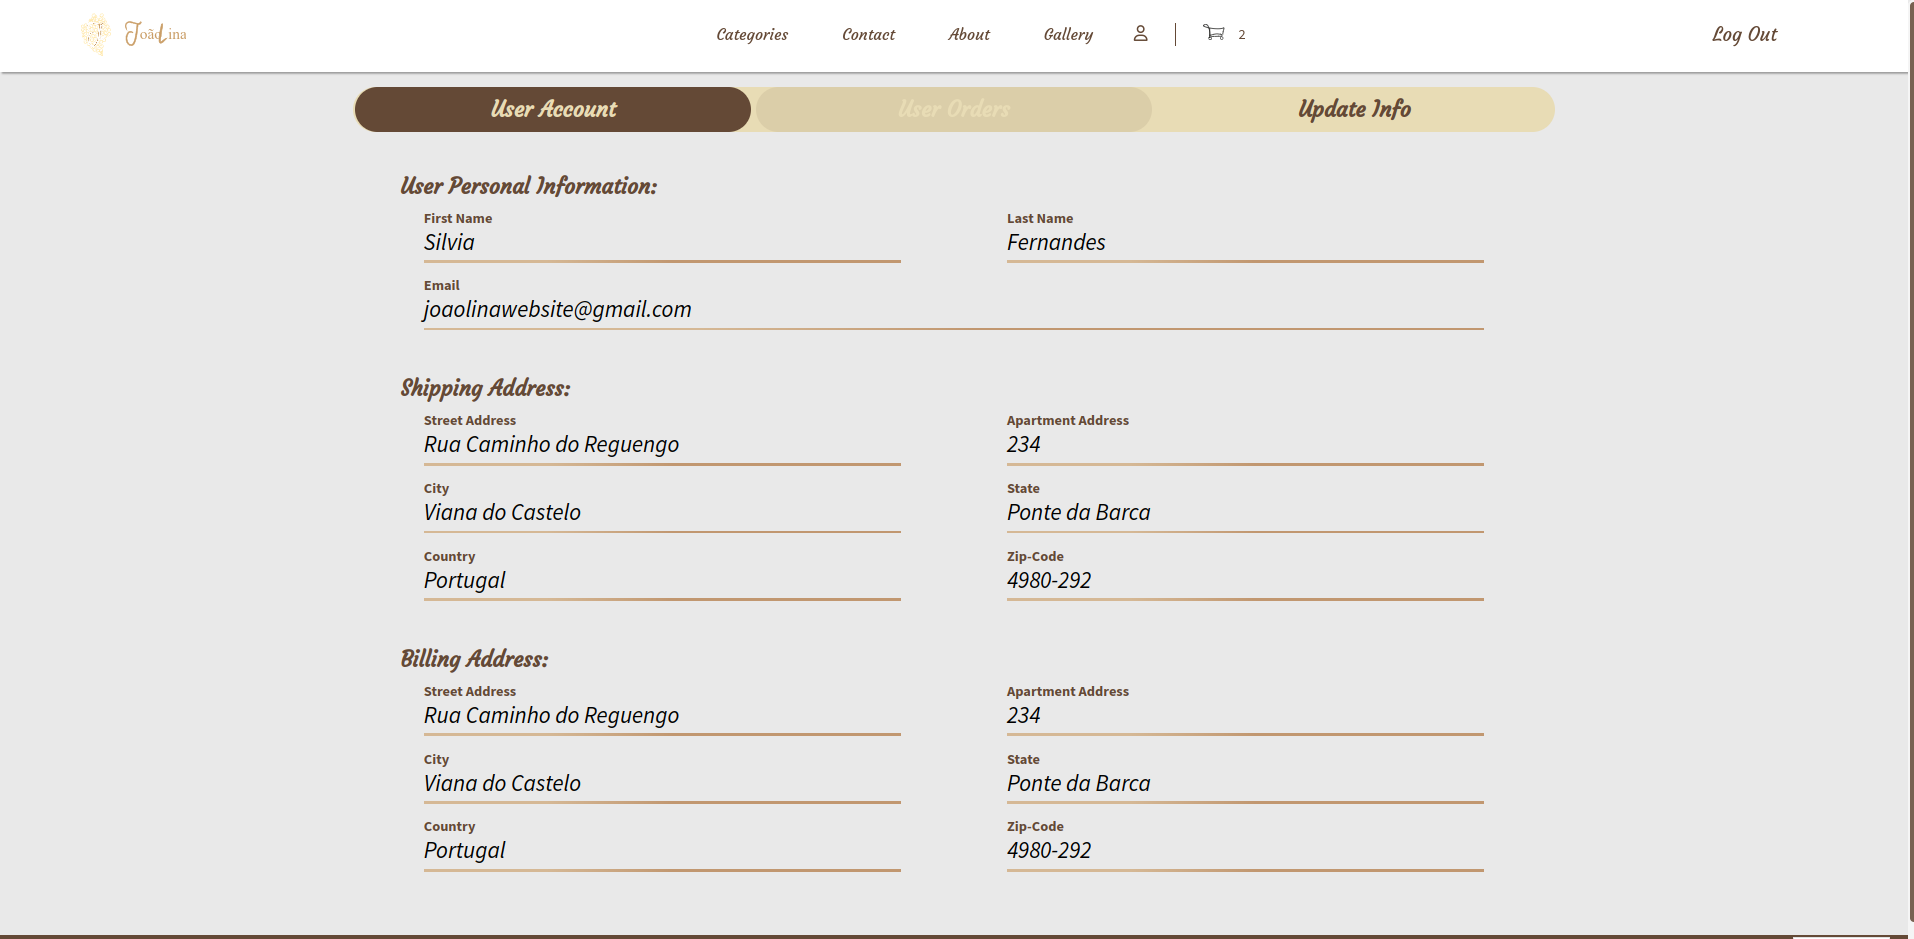 JoãoLina
Categories Contact About Gallery 2 Log Out
User Account User Orders Update Info
User Personal Information:
First Name Last Name
Silvia Fernandes
Email
joaolinawebsite@gmail.com
Shipping Address:
Street Address Apartment Address
Rua Caminho do Reguengo 234
City State
Viana do Castelo Ponte da Barca
Country Zip-Code
Portugal 4980-292
Billing Address:
Street Address Apartment Address
Rua Caminho do Reguengo 234
City State
Viana do Castelo Ponte da Barca
Country Zip-Code
Portugal 4980-292